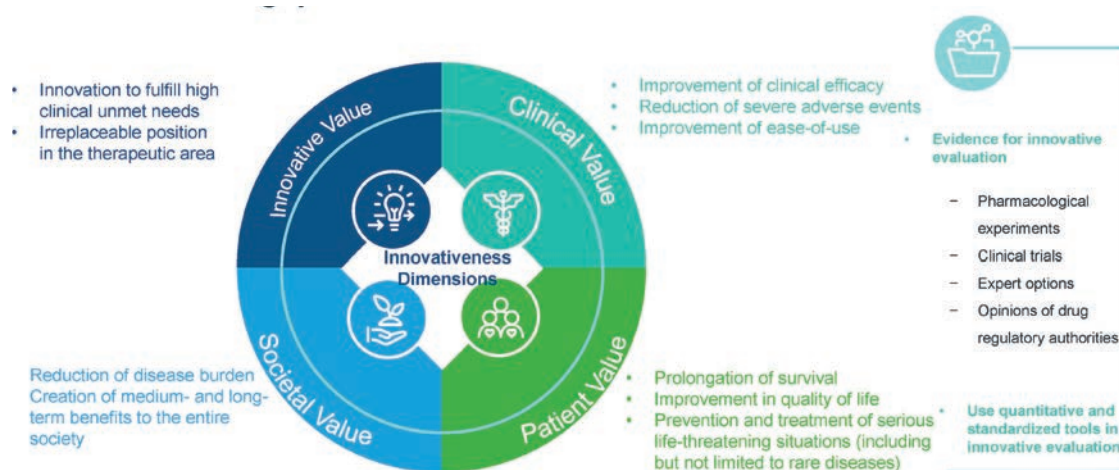 • Innovation to fulfill high
clinical unmet needs
• Irreplaceable position
in the therapeutic area
Innovative Value
Clinical Value
• Improvement of clinical efficacy
• Reduction of severe adverse events
• Improvement of ease-of-use
Innovativeness
Dimensions
Reduction of disease burden
Creation of medium- and long-
term benefits to the entire
society
Societal Value
Patient Value
• Prolongation of survival
• Improvement in quality of life
• Prevention and treatment of serious
life-threatening situations (including
but not limited to rare diseases)
• Evidence for innovative
evaluation
– Pharmacological
experiments
– Clinical trials
– Expert options
– Opinions of drug
regulatory authorities
• Use quantitative and
standardized tools in
innovative evaluation